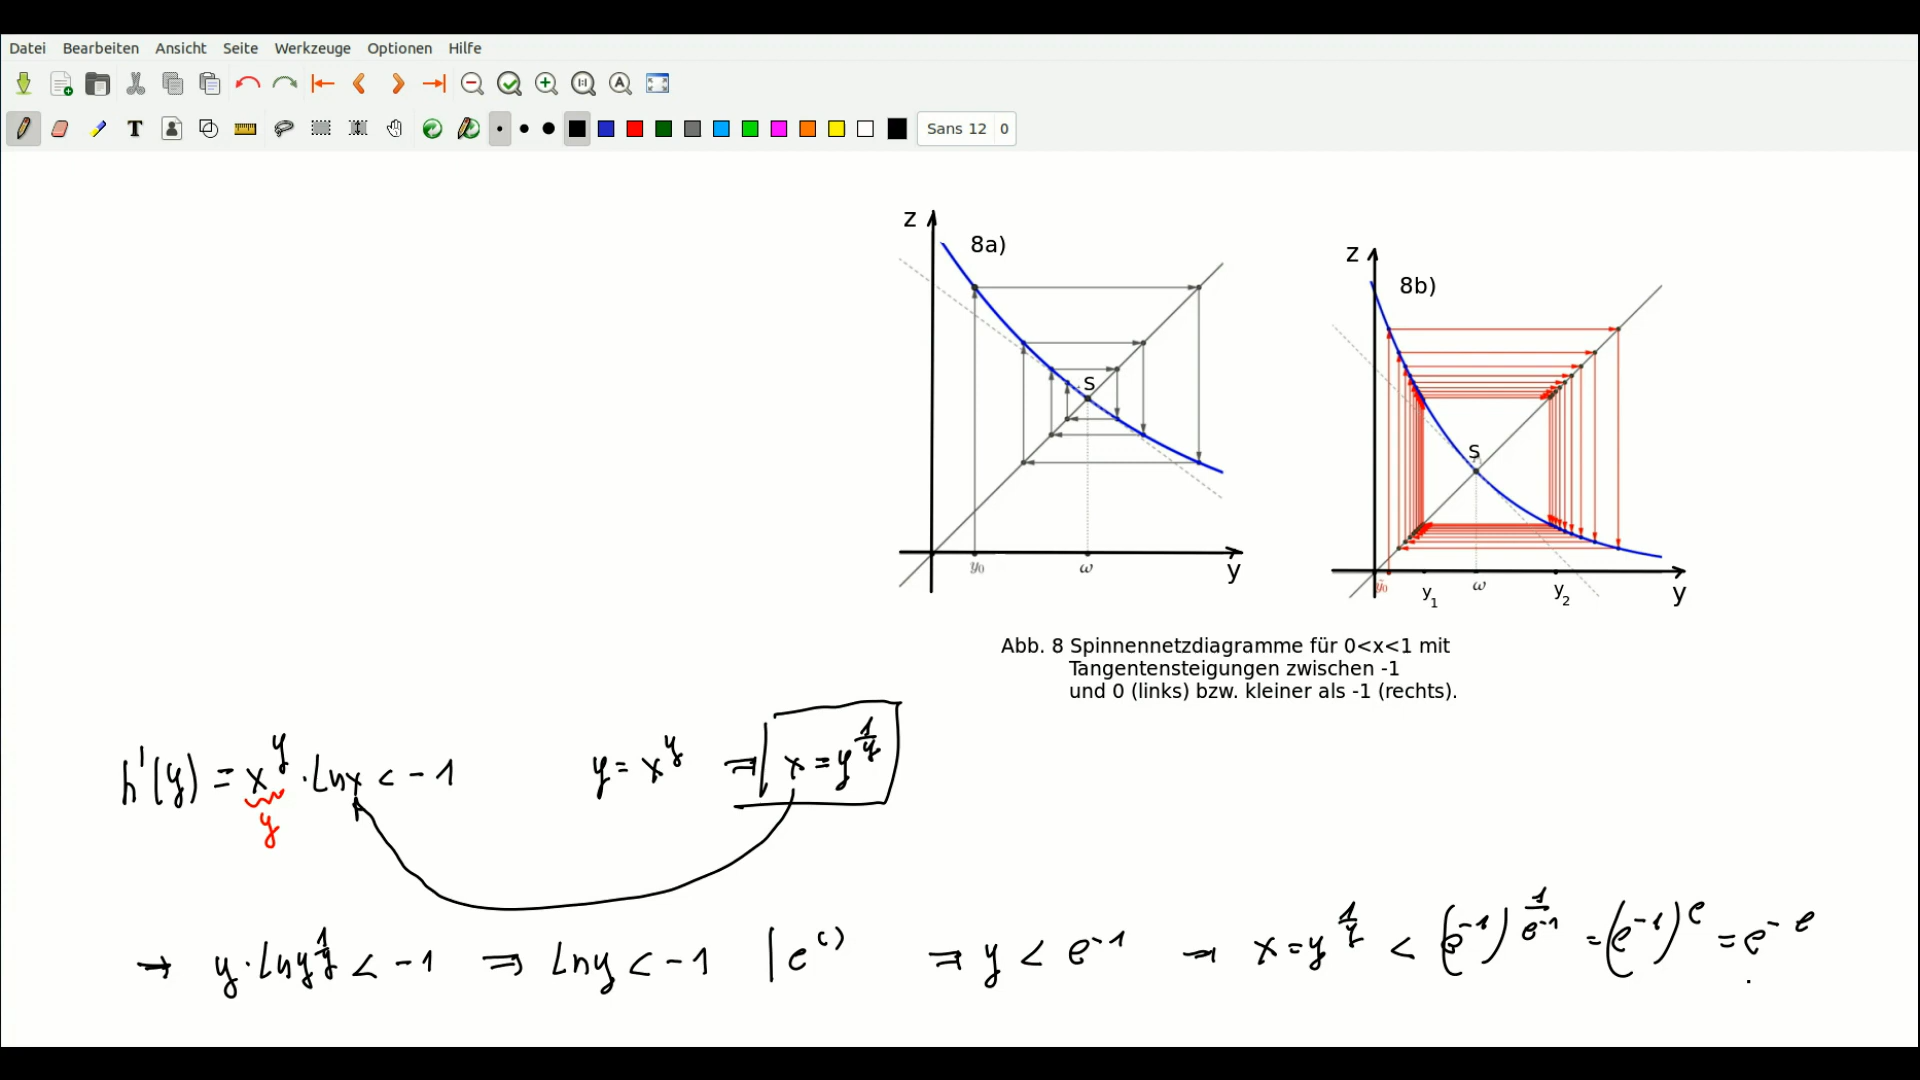 Datei Bearbeiten Ansicht Seite Werkzeuge Optionen Hilfe
T Sans 12 0
z 8a)
S
y₀ ω y
z 8b)
S
ỹ₀ y₁ ω y₂ y
Abb. 8 Spinnennetzdiagramme für 0<x<1 mit
Tangentensteigungen zwischen -1
und 0 (links) bzw. kleiner als -1 (rechts).
h'(y) = x^y · ln x < -1 y = x^y ⇒ x = y^(1/y)
y
→ y · ln y^(1/y) < -1 ⇒ ln y < -1 | e^( ) ⇒ y < e^-1 → x = y^(1/y) < (e^-1)^(1/e^-1) = (e^-1)^e = e^-e